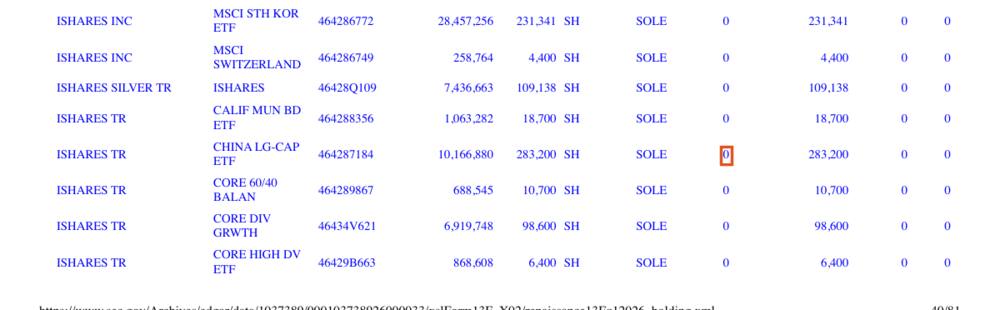 ISHARES INC MSCI STH KOR ETF 464286772 28,457,256 231,341 SH SOLE 0 231,341 0 0
ISHARES INC MSCI SWITZERLAND 464286749 258,764 4,400 SH SOLE 0 4,400 0 0
ISHARES SILVER TR ISHARES 46428Q109 7,436,663 109,138 SH SOLE 0 109,138 0 0
ISHARES TR CALIF MUN BD ETF 464288356 1,063,282 18,700 SH SOLE 0 18,700 0 0
ISHARES TR CHINA LG-CAP ETF 464287184 10,166,880 283,200 SH SOLE 0 283,200 0 0
ISHARES TR CORE 60/40 BALAN 464289867 688,545 10,700 SH SOLE 0 10,700 0 0
ISHARES TR CORE DIV GRWTH 46434V621 6,919,748 98,600 SH SOLE 0 98,600 0 0
ISHARES TR CORE HIGH DV ETF 46429B663 868,608 6,400 SH SOLE 0 6,400 0 0